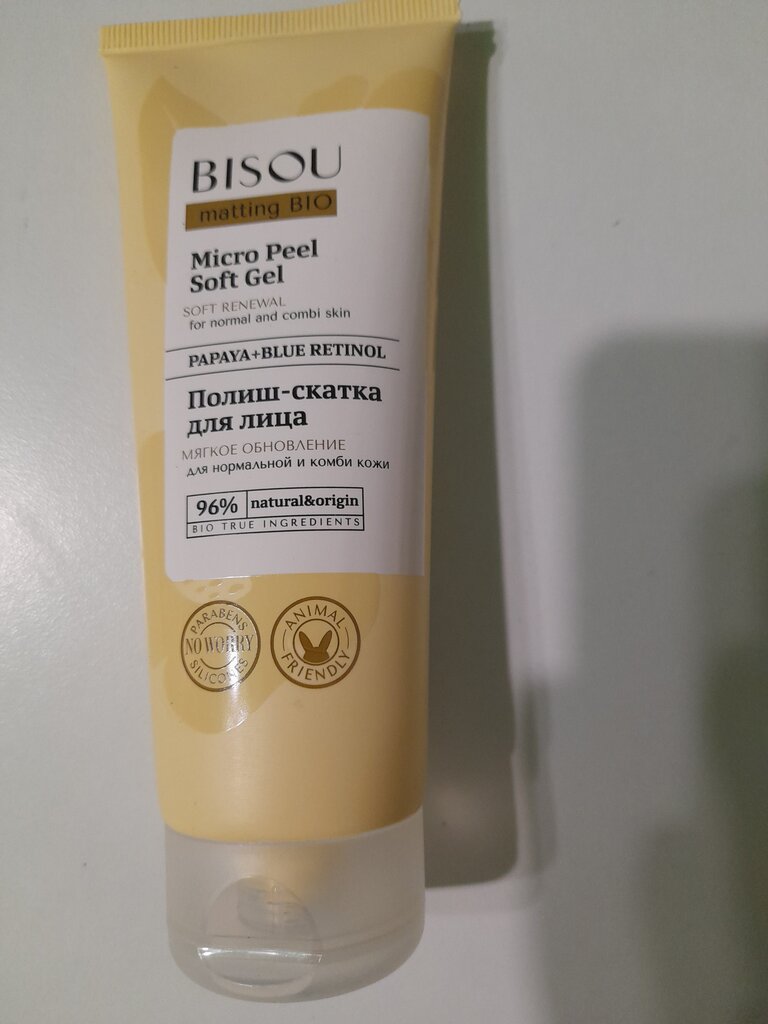 BISOU
matting BIO
Micro Peel
Soft Gel
SOFT RENEWAL
for normal and combi skin
PAPAYA+BLUE RETINOL
Полиш-скатка
для лица
МЯГКОЕ ОБНОВЛЕНИЕ
для нормальной и комби кожи
96% natural&origin
BIO TRUE INGREDIENTS
PARABENS
NO WORRY
SILICONES
ANIMAL
FRIENDLY